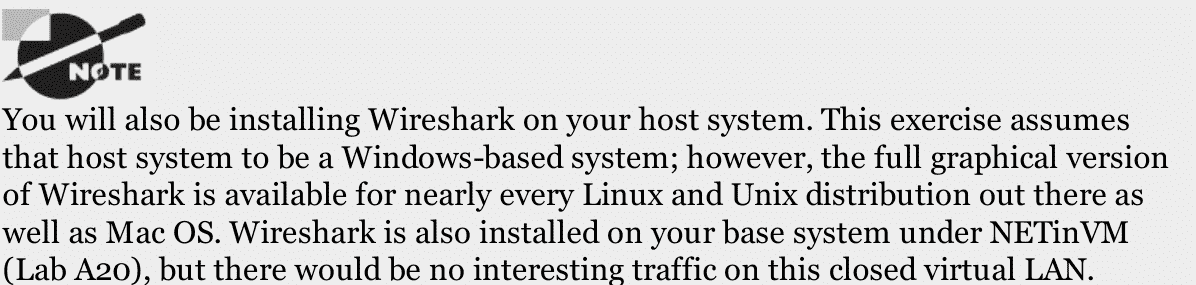 NOTE
You will also be installing Wireshark on your host system. This exercise assumes
that host system to be a Windows-based system; however, the full graphical version
of Wireshark is available for nearly every Linux and Unix distribution out there as
well as Mac OS. Wireshark is also installed on your base system under NETinVM
(Lab A20), but there would be no interesting traffic on this closed virtual LAN.